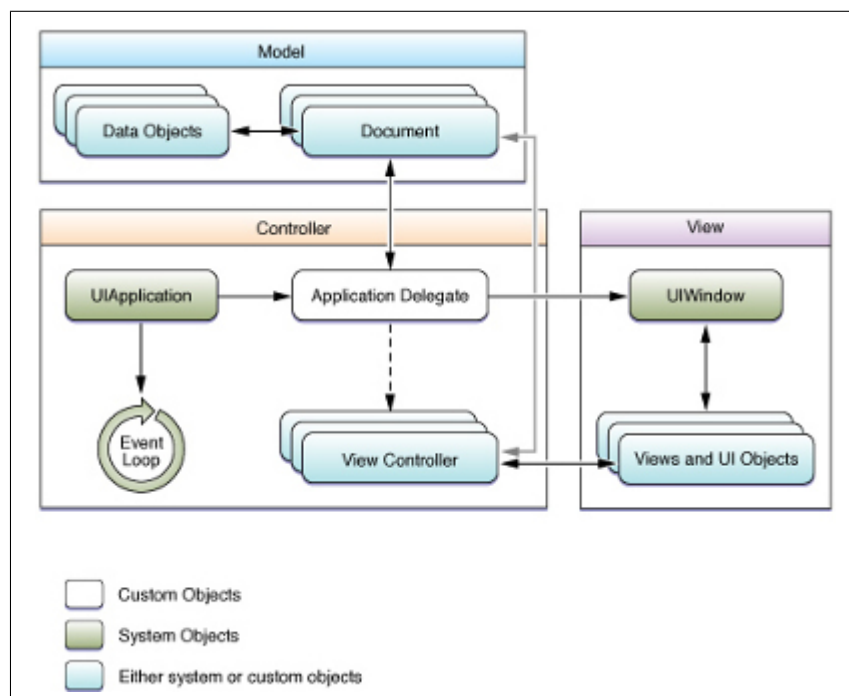 Model
Data Objects
Document
Controller
View
UIApplication
Application Delegate
UIWindow
Event
Loop
View Controller
Views and UI Objects
Custom Objects
System Objects
Either system or custom objects